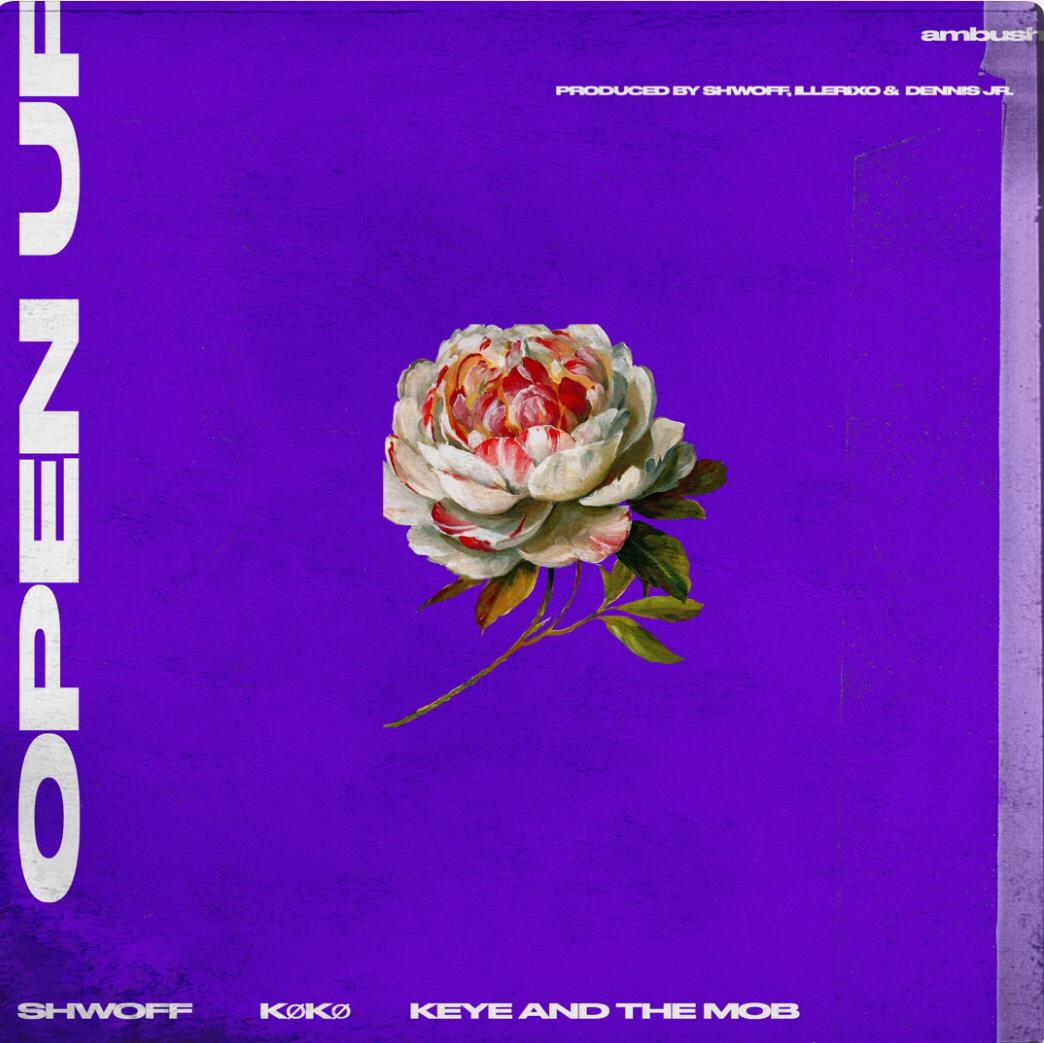 ambush
PRODUCED BY SHWOFF, ILLERIXO & DENNIS JR.
OPEN UP
SHWOFF KØKØ KEYE AND THE MOB